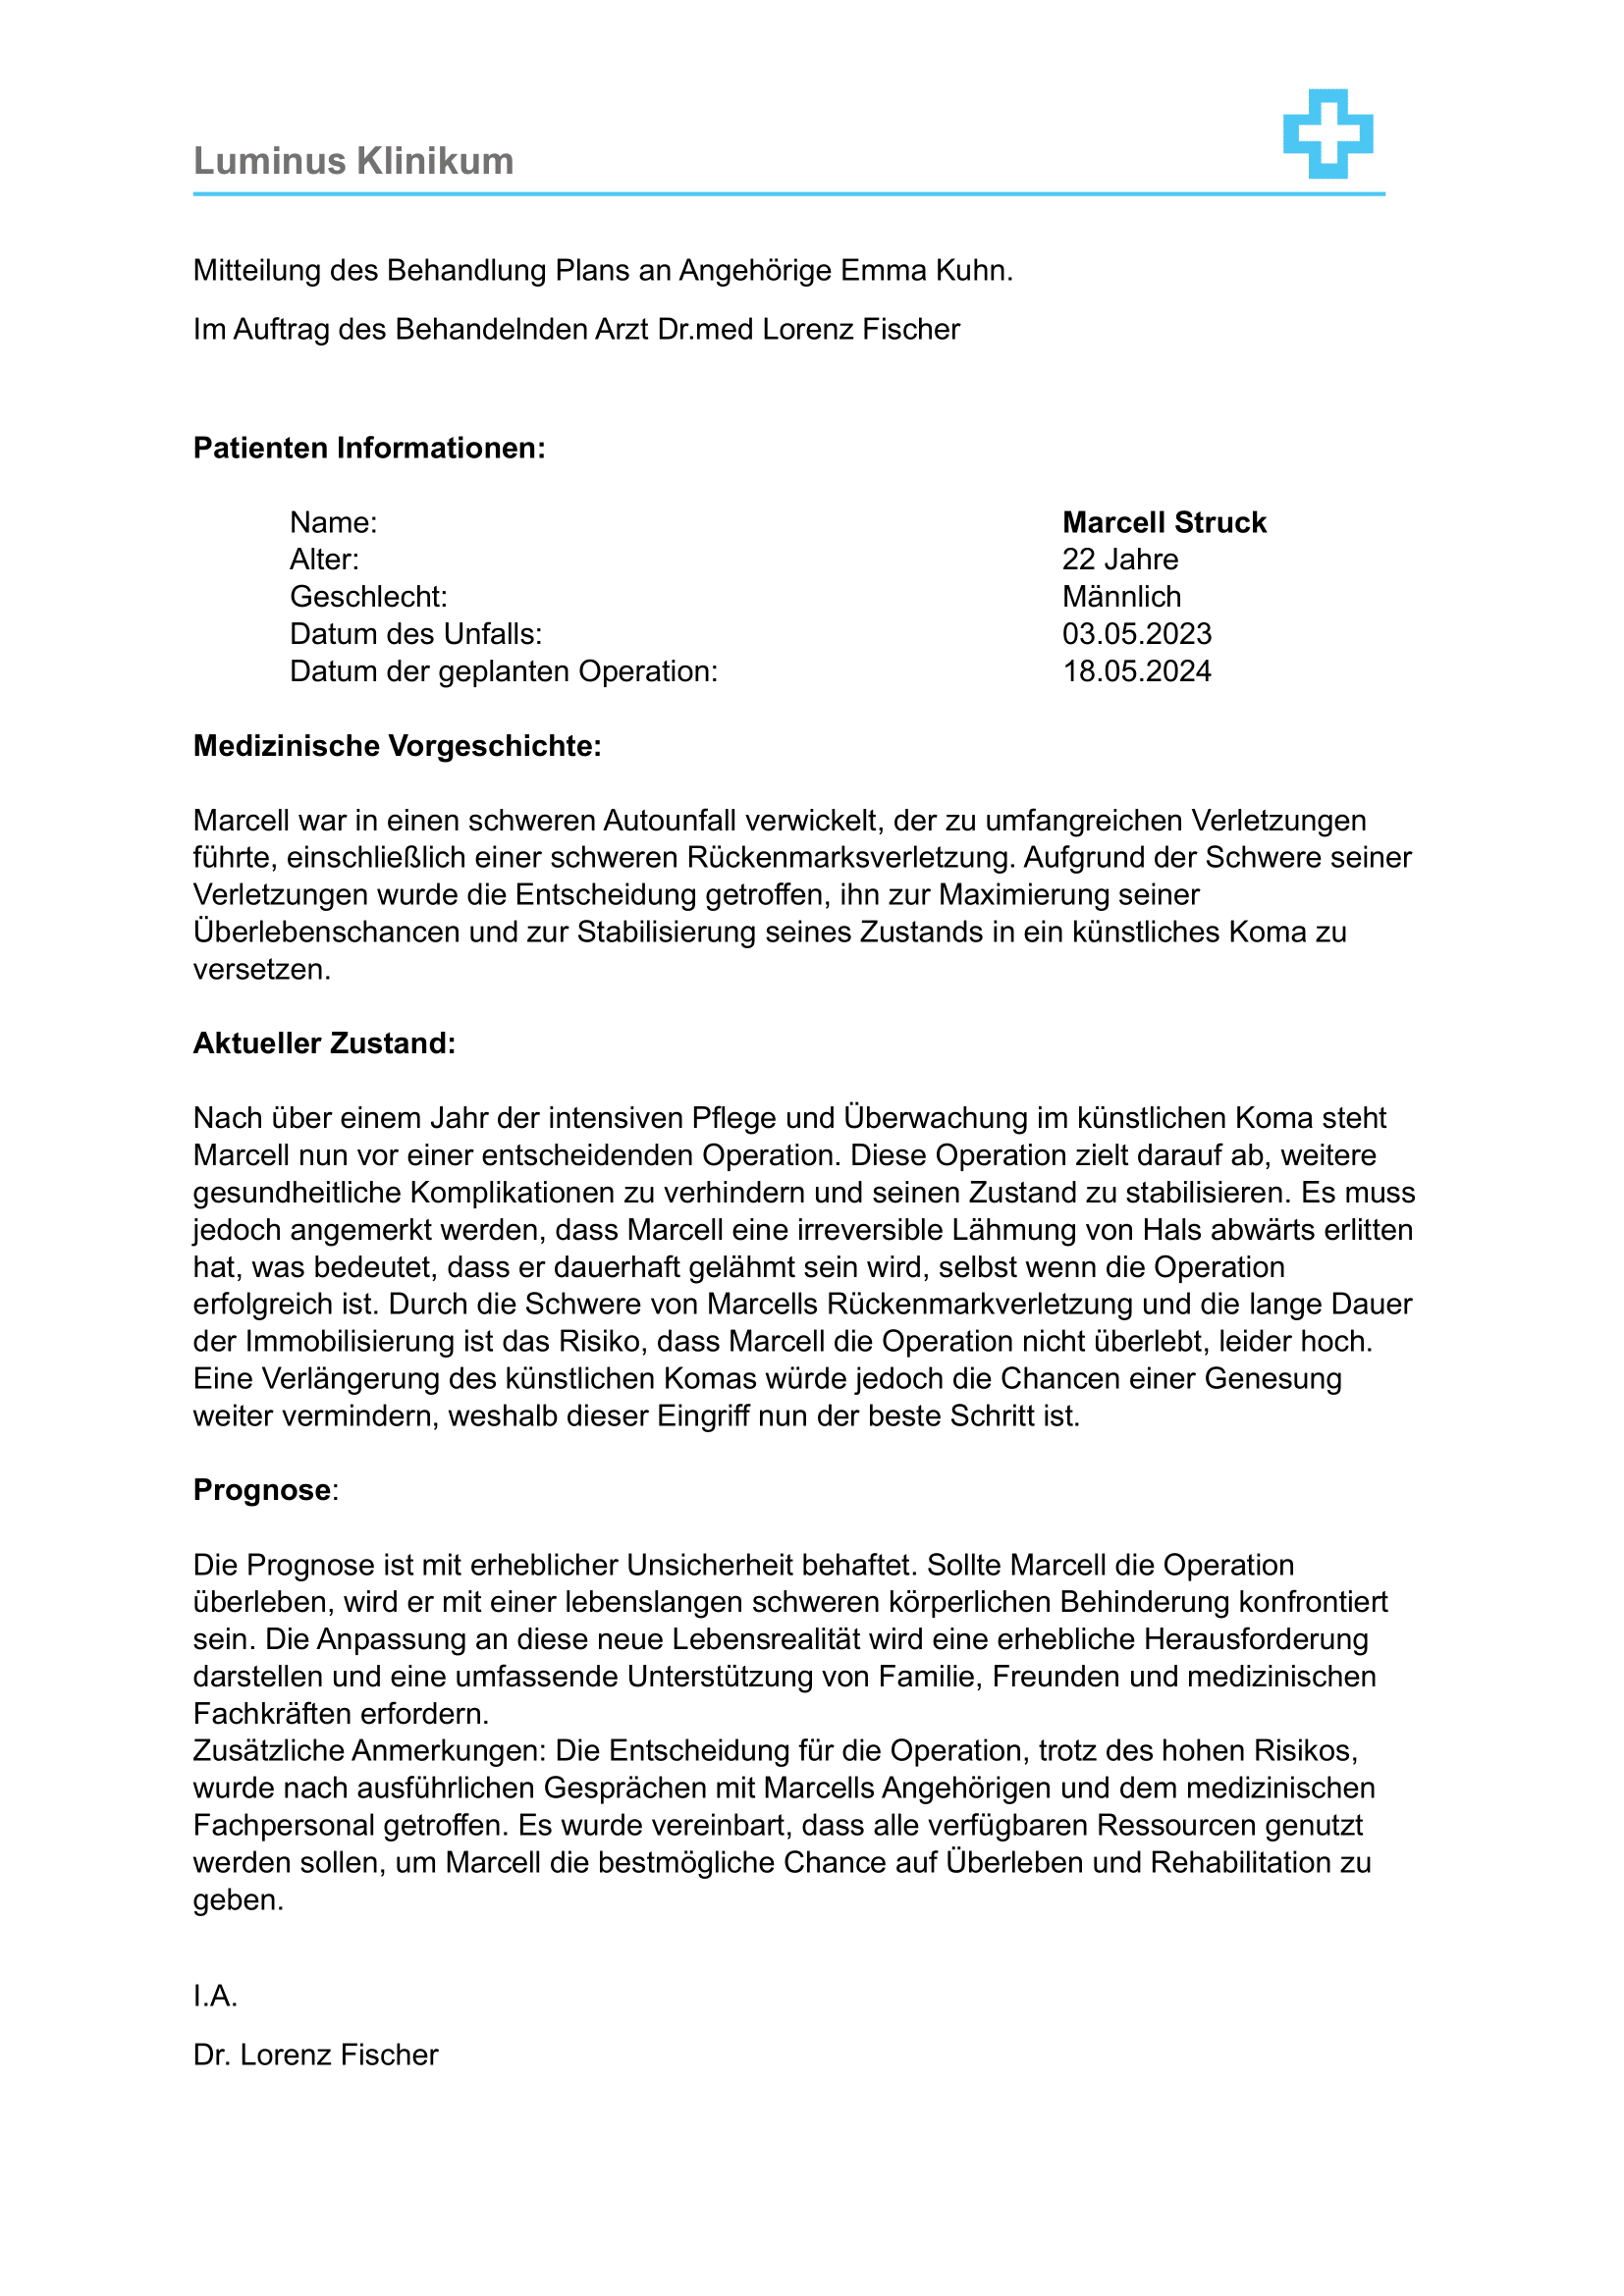 Luminus Klinikum
Mitteilung des Behandlung Plans an Angehörige Emma Kuhn.
Im Auftrag des Behandelnden Arzt Dr.med Lorenz Fischer
Patienten Informationen:
Name: Marcell Struck
Alter: 22 Jahre
Geschlecht: Männlich
Datum des Unfalls: 03.05.2023
Datum der geplanten Operation: 18.05.2024
Medizinische Vorgeschichte:
Marcell war in einen schweren Autounfall verwickelt, der zu umfangreichen Verletzungen
führte, einschließlich einer schweren Rückenmarksverletzung. Aufgrund der Schwere seiner
Verletzungen wurde die Entscheidung getroffen, ihn zur Maximierung seiner
Überlebenschancen und zur Stabilisierung seines Zustands in ein künstliches Koma zu
versetzen.
Aktueller Zustand:
Nach über einem Jahr der intensiven Pflege und Überwachung im künstlichen Koma steht
Marcell nun vor einer entscheidenden Operation. Diese Operation zielt darauf ab, weitere
gesundheitliche Komplikationen zu verhindern und seinen Zustand zu stabilisieren. Es muss
jedoch angemerkt werden, dass Marcell eine irreversible Lähmung von Hals abwärts erlitten
hat, was bedeutet, dass er dauerhaft gelähmt sein wird, selbst wenn die Operation
erfolgreich ist. Durch die Schwere von Marcells Rückenmarkverletzung und die lange Dauer
der Immobilisierung ist das Risiko, dass Marcell die Operation nicht überlebt, leider hoch.
Eine Verlängerung des künstlichen Komas würde jedoch die Chancen einer Genesung
weiter vermindern, weshalb dieser Eingriff nun der beste Schritt ist.
Prognose:
Die Prognose ist mit erheblicher Unsicherheit behaftet. Sollte Marcell die Operation
überleben, wird er mit einer lebenslangen schweren körperlichen Behinderung konfrontiert
sein. Die Anpassung an diese neue Lebensrealität wird eine erhebliche Herausforderung
darstellen und eine umfassende Unterstützung von Familie, Freunden und medizinischen
Fachkräften erfordern.
Zusätzliche Anmerkungen: Die Entscheidung für die Operation, trotz des hohen Risikos,
wurde nach ausführlichen Gesprächen mit Marcells Angehörigen und dem medizinischen
Fachpersonal getroffen. Es wurde vereinbart, dass alle verfügbaren Ressourcen genutzt
werden sollen, um Marcell die bestmögliche Chance auf Überleben und Rehabilitation zu
geben.
I.A.
Dr. Lorenz Fischer